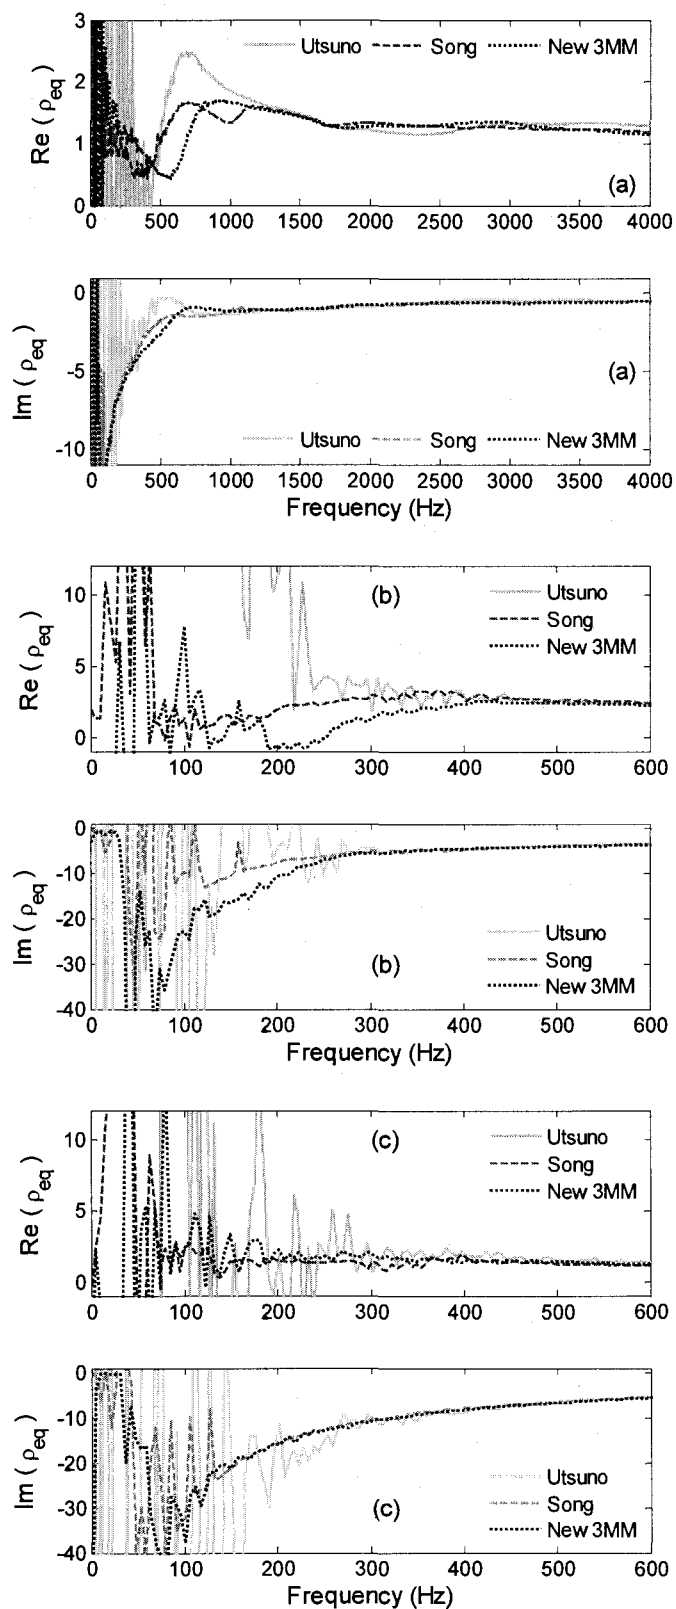 3
Utsuno Song New 3MM
2
Re ( ρeq )
1
(a)
0
0 500 1000 1500 2000 2500 3000 3500 4000
0
Im ( ρeq )
-5
(a)
-10
Utsuno Song New 3MM
0 500 1000 1500 2000 2500 3000 3500 4000
Frequency (Hz)
10
(b)
Utsuno
Song
New 3MM
Re ( ρeq )
5
0
0 100 200 300 400 500 600
0
-10
Im ( ρeq )
-20
Utsuno
Song
New 3MM
-30
(b)
-40
0 100 200 300 400 500 600
Frequency (Hz)
10
(c)
Utsuno
Song
New 3MM
Re ( ρeq )
5
0
0 100 200 300 400 500 600
0
-10
Im ( ρeq )
-20
Utsuno
Song
New 3MM
-30
(c)
-40
0 100 200 300 400 500 600
Frequency (Hz)